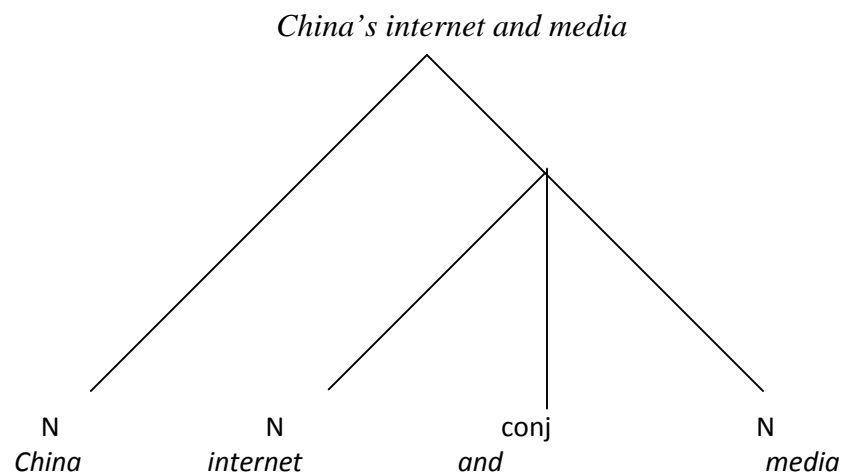 China’s internet and media
N N conj N
China internet and media